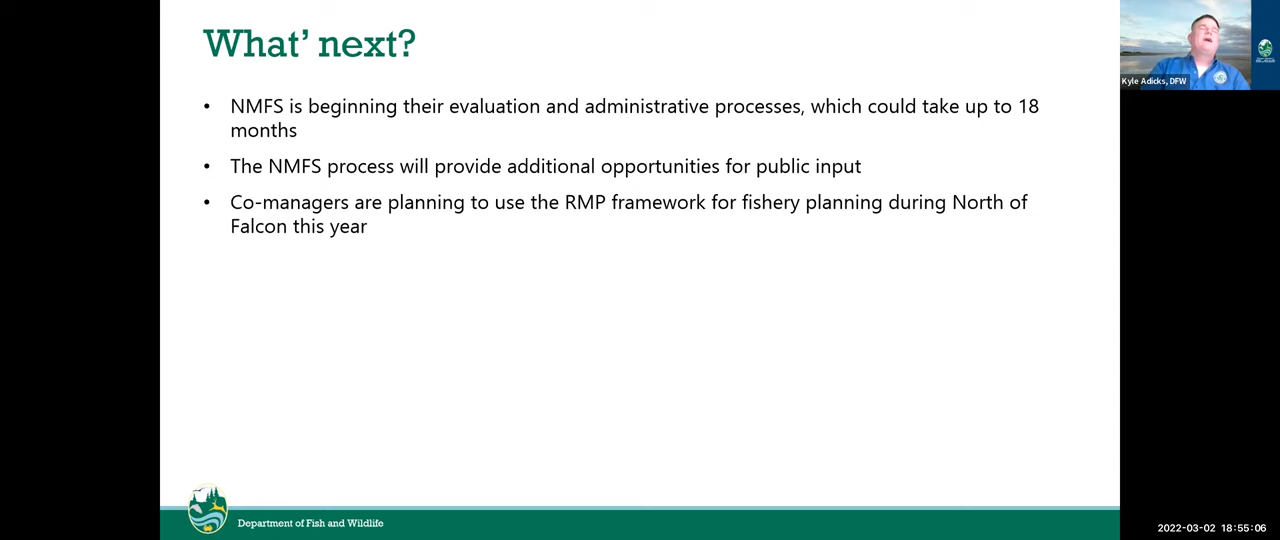 What' next?
• NMFS is beginning their evaluation and administrative processes, which could take up to 18
months
• The NMFS process will provide additional opportunities for public input
• Co-managers are planning to use the RMP framework for fishery planning during North of
Falcon this year
Kyle Adicks, DFW
Department of Fish and Wildlife
2022-03-02 18:55:06